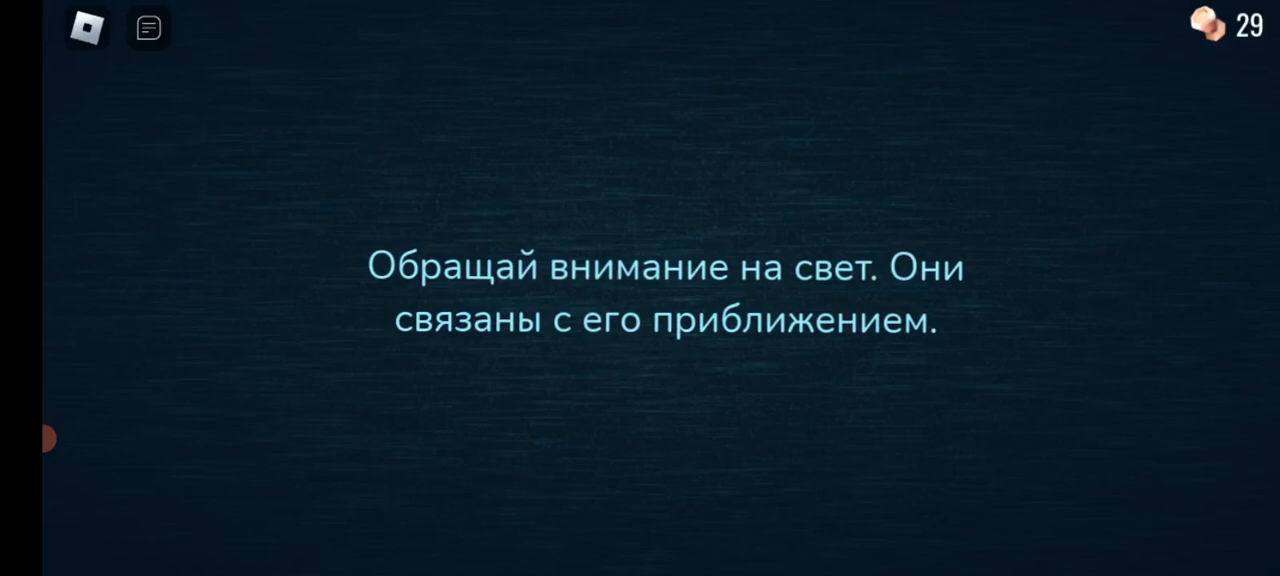 29
Обращай внимание на свет. Они
связаны с его приближением.